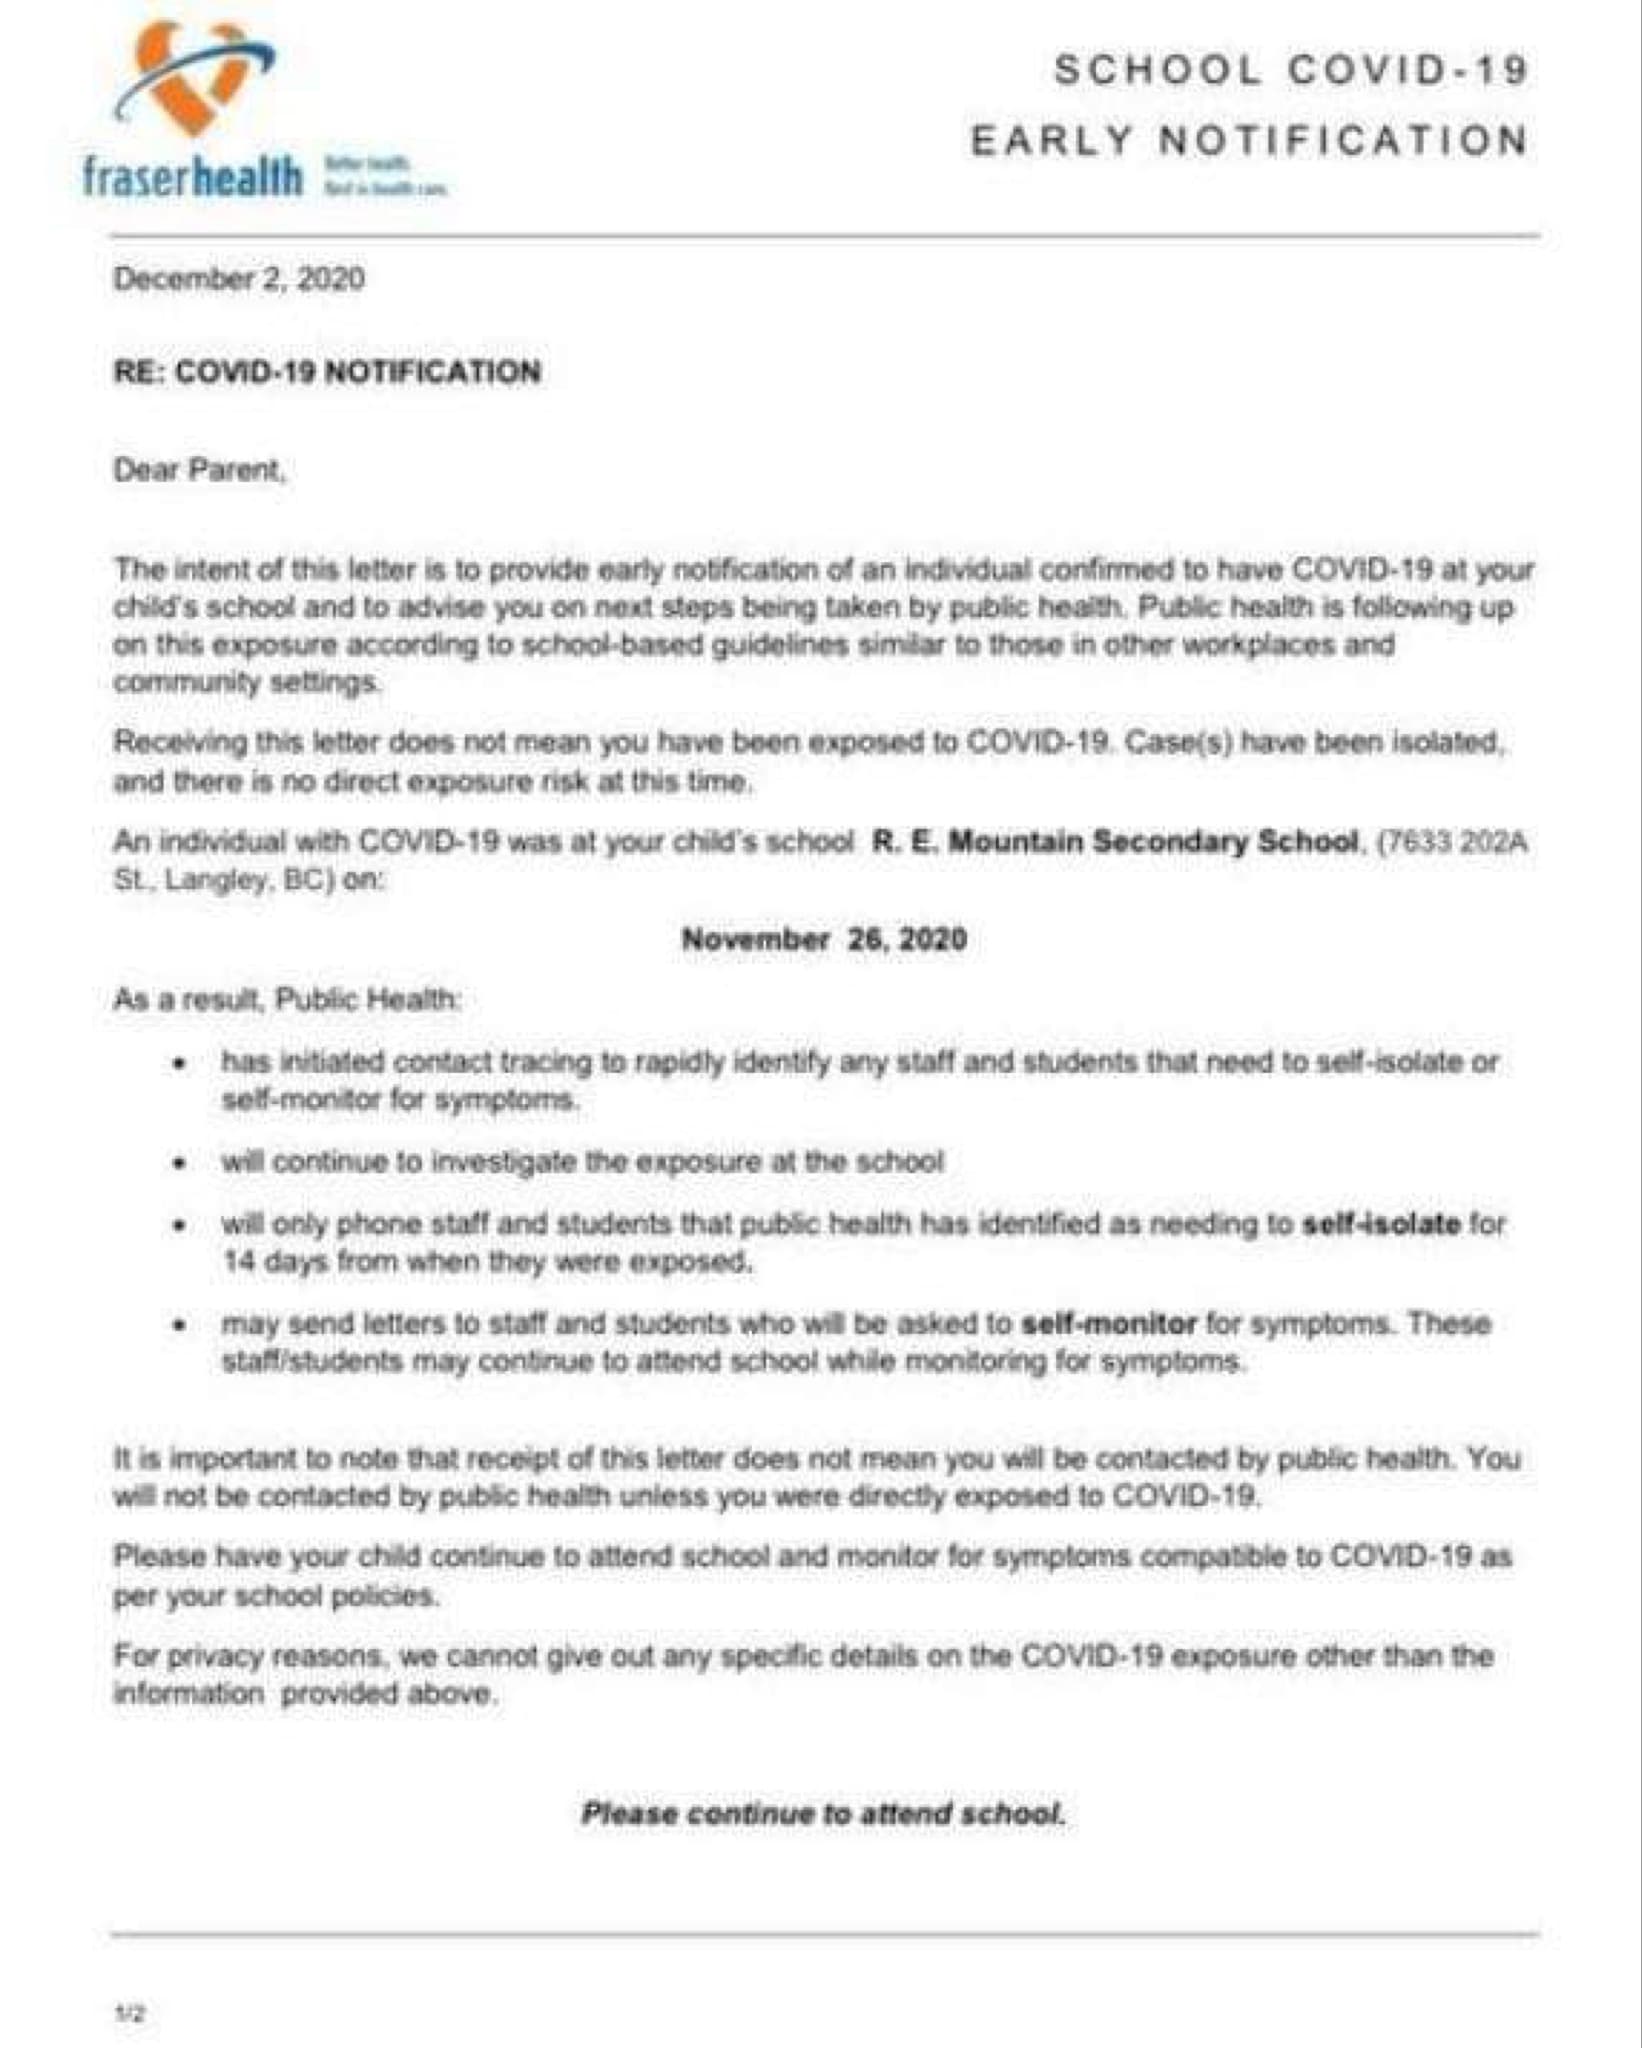 SCHOOL COVID-19
EARLY NOTIFICATION
fraserhealth Better health.
Best in health care.
December 2, 2020
RE: COVID-19 NOTIFICATION
Dear Parent,
The intent of this letter is to provide early notification of an individual confirmed to have COVID-19 at your
child's school and to advise you on next steps being taken by public health. Public health is following up
on this exposure according to school-based guidelines similar to those in other workplaces and
community settings.
Receiving this letter does not mean you have been exposed to COVID-19. Case(s) have been isolated,
and there is no direct exposure risk at this time.
An individual with COVID-19 was at your child's school R. E. Mountain Secondary School, (7633 202A
St., Langley, BC) on:
November 26, 2020
As a result, Public Health:
• has initiated contact tracing to rapidly identify any staff and students that need to self-isolate or
self-monitor for symptoms.
• will continue to investigate the exposure at the school
• will only phone staff and students that public health has identified as needing to self-isolate for
14 days from when they were exposed.
• may send letters to staff and students who will be asked to self-monitor for symptoms. These
staff/students may continue to attend school while monitoring for symptoms.
It is important to note that receipt of this letter does not mean you will be contacted by public health. You
will not be contacted by public health unless you were directly exposed to COVID-19.
Please have your child continue to attend school and monitor for symptoms compatible to COVID-19 as
per your school policies.
For privacy reasons, we cannot give out any specific details on the COVID-19 exposure other than the
information provided above.
Please continue to attend school.
1/2